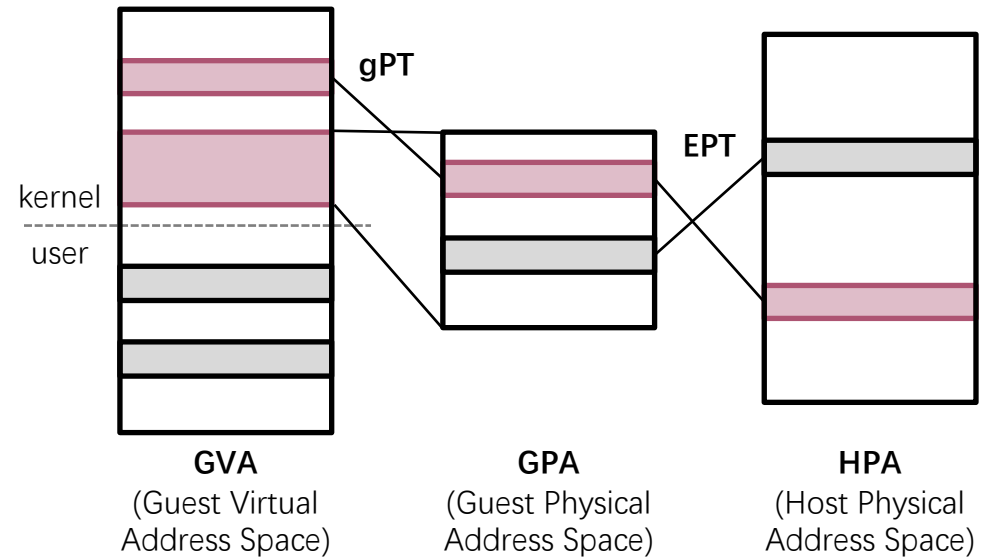 gPT
EPT
kernel
user
GVA
(Guest Virtual
Address Space)
GPA
(Guest Physical
Address Space)
HPA
(Host Physical
Address Space)